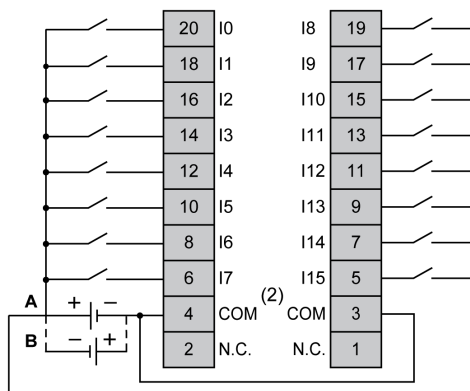 20 I0 I8 19
18 I1 I9 17
16 I2 I10 15
14 I3 I11 13
12 I4 I12 11
10 I5 I13 9
8 I6 I14 7
6 I7 I15 5
(2)
A + − 4 COM COM 3
B − + 2 N.C. N.C. 1